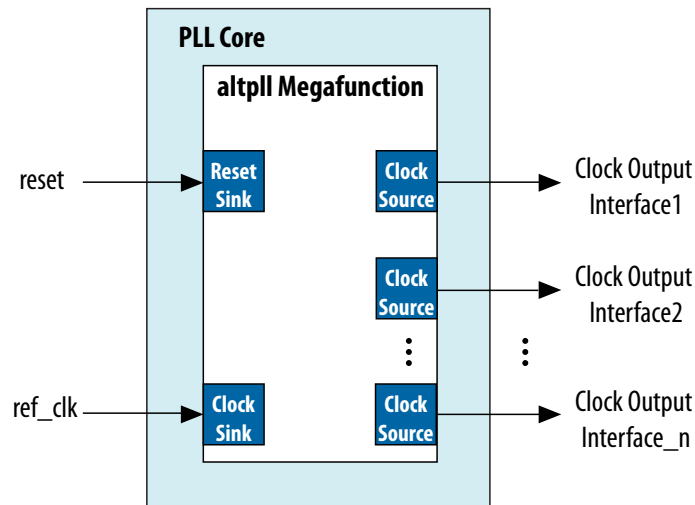 PLL Core
altpll Megafunction
reset
Reset
Sink
Clock
Source
Clock Output
Interface1
Clock
Source
Clock Output
Interface2
ref_clk
Clock
Sink
Clock
Source
Clock Output
Interface_n